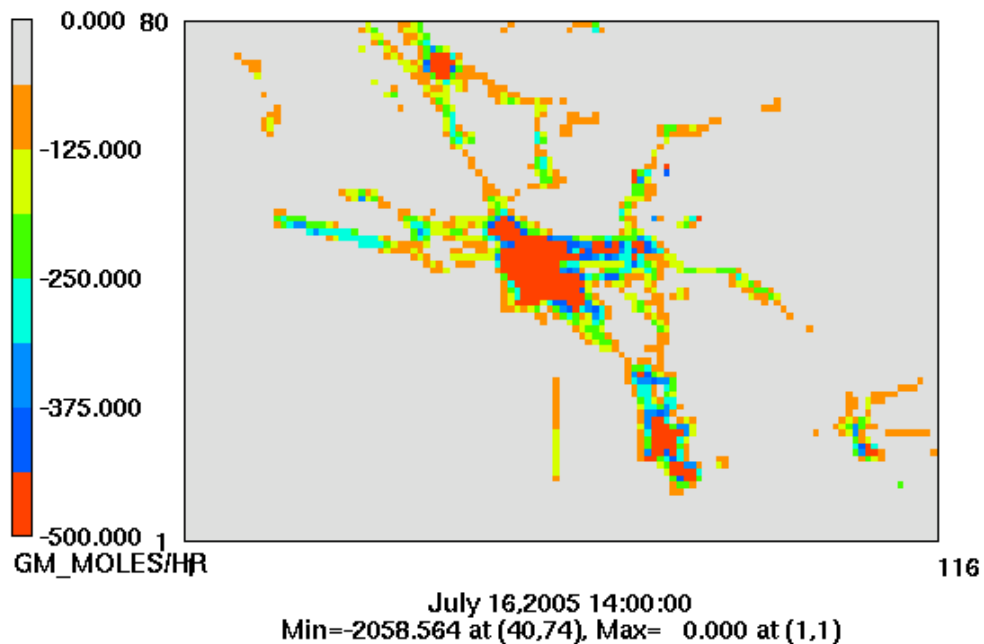 0.000 80
-125.000
-250.000
-375.000
-500.000 1
GM_MOLES/HR 1 116
July 16,2005 14:00:00
Min=-2058.564 at (40,74), Max= 0.000 at (1,1)